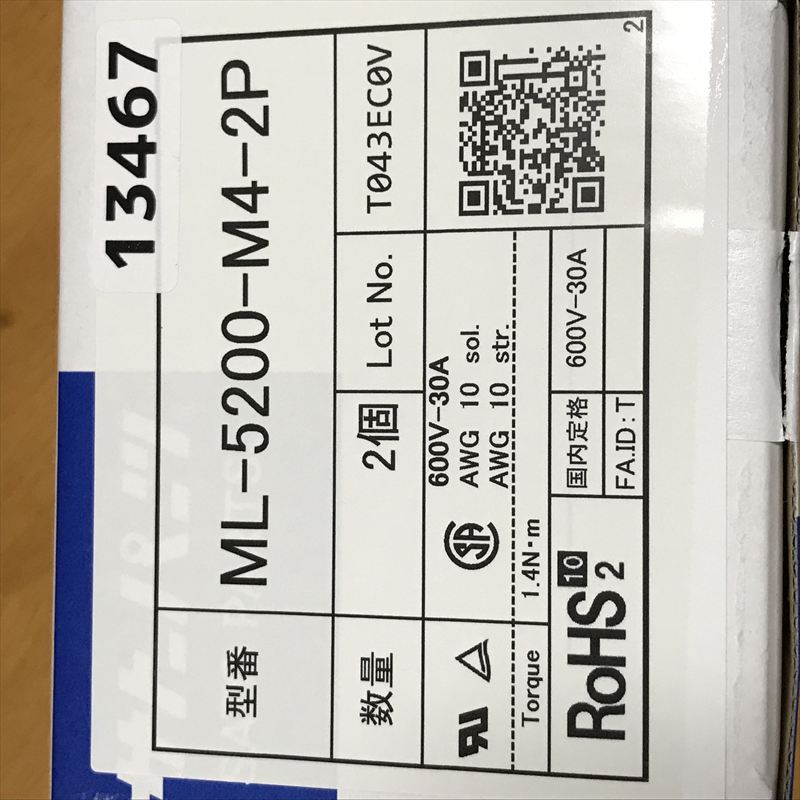 13467
型番 ML-5200-M4-2P
数量 2個 Lot No. T043EC0V
600V-30A
AWG 10 sol.
AWG 10 str.
Torque 1.4N・m
RoHS 10 2
国内定格 600V-30A
FA.ID:T
2